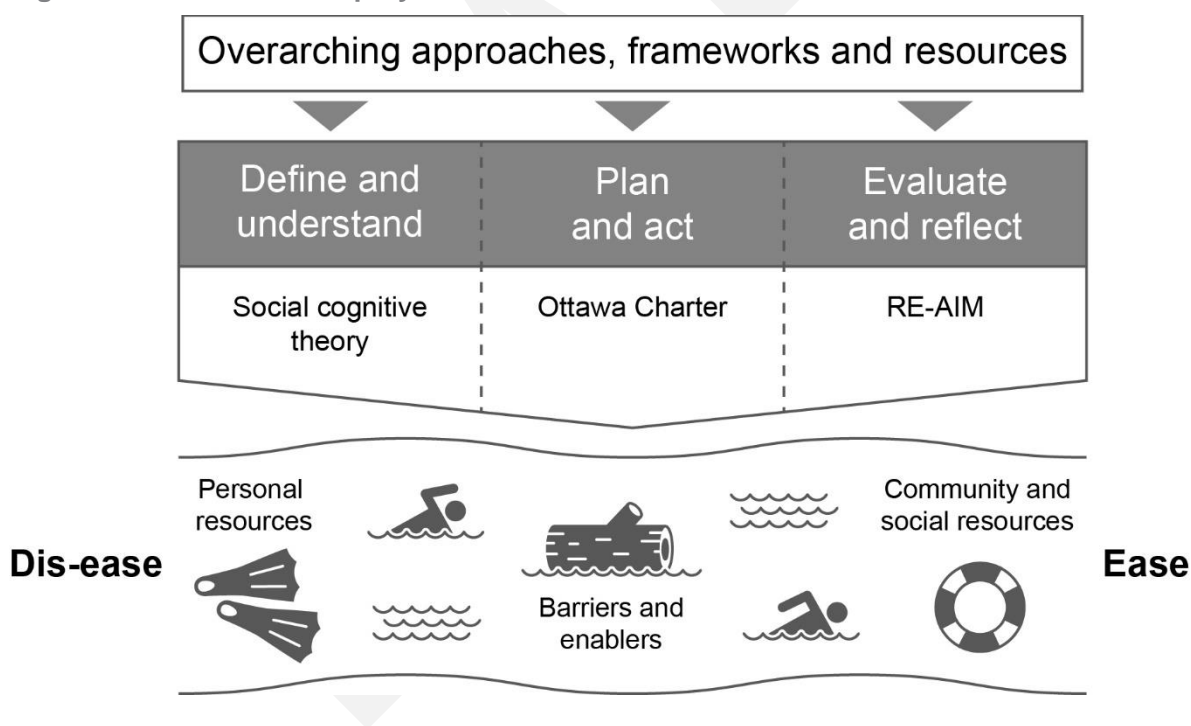 Overarching approaches, frameworks and resources
Define and
understand
Plan
and act
Evaluate
and reflect
Social cognitive
theory
Ottawa Charter
RE-AIM
Personal
resources
Community and
social resources
Dis-ease
Ease
Barriers and
enablers